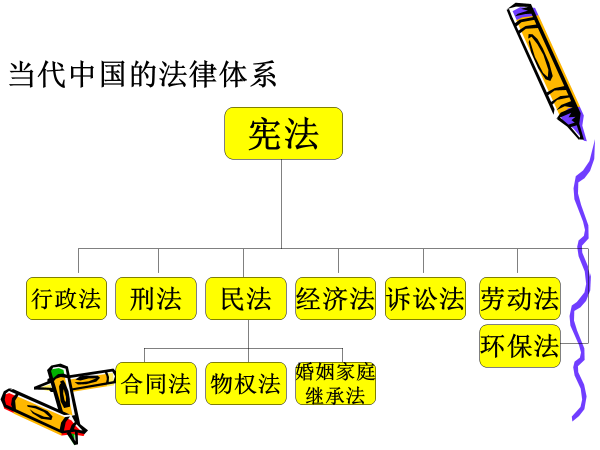 当代中国的法律体系
宪法
行政法
刑法
民法
经济法
诉讼法
劳动法
环保法
合同法
物权法
婚姻家庭
继承法